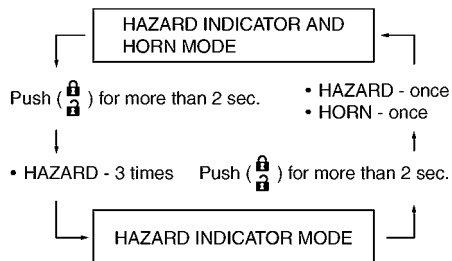 HAZARD INDICATOR AND
HORN MODE
Push ( ) for more than 2 sec.
• HAZARD - once
• HORN - once
• HAZARD - 3 times
Push ( ) for more than 2 sec.
HAZARD INDICATOR MODE